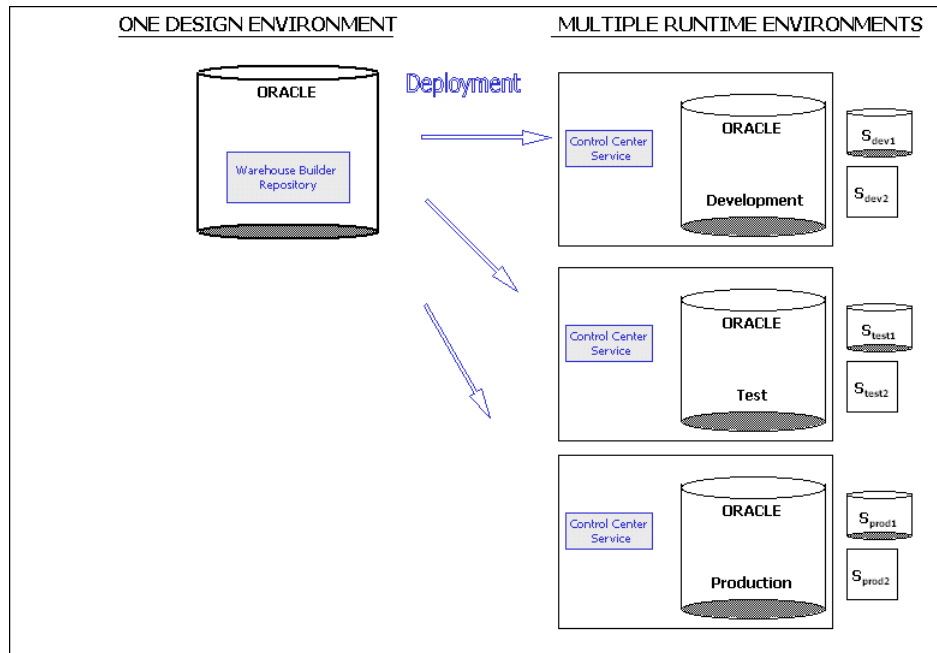 ONE DESIGN ENVIRONMENT
MULTIPLE RUNTIME ENVIRONMENTS
ORACLE
Warehouse Builder
Repository
Deployment
Control Center
Service
ORACLE
Development
Sdev1
Sdev2
Control Center
Service
ORACLE
Test
Stest1
Stest2
Control Center
Service
ORACLE
Production
Sprod1
Sprod2